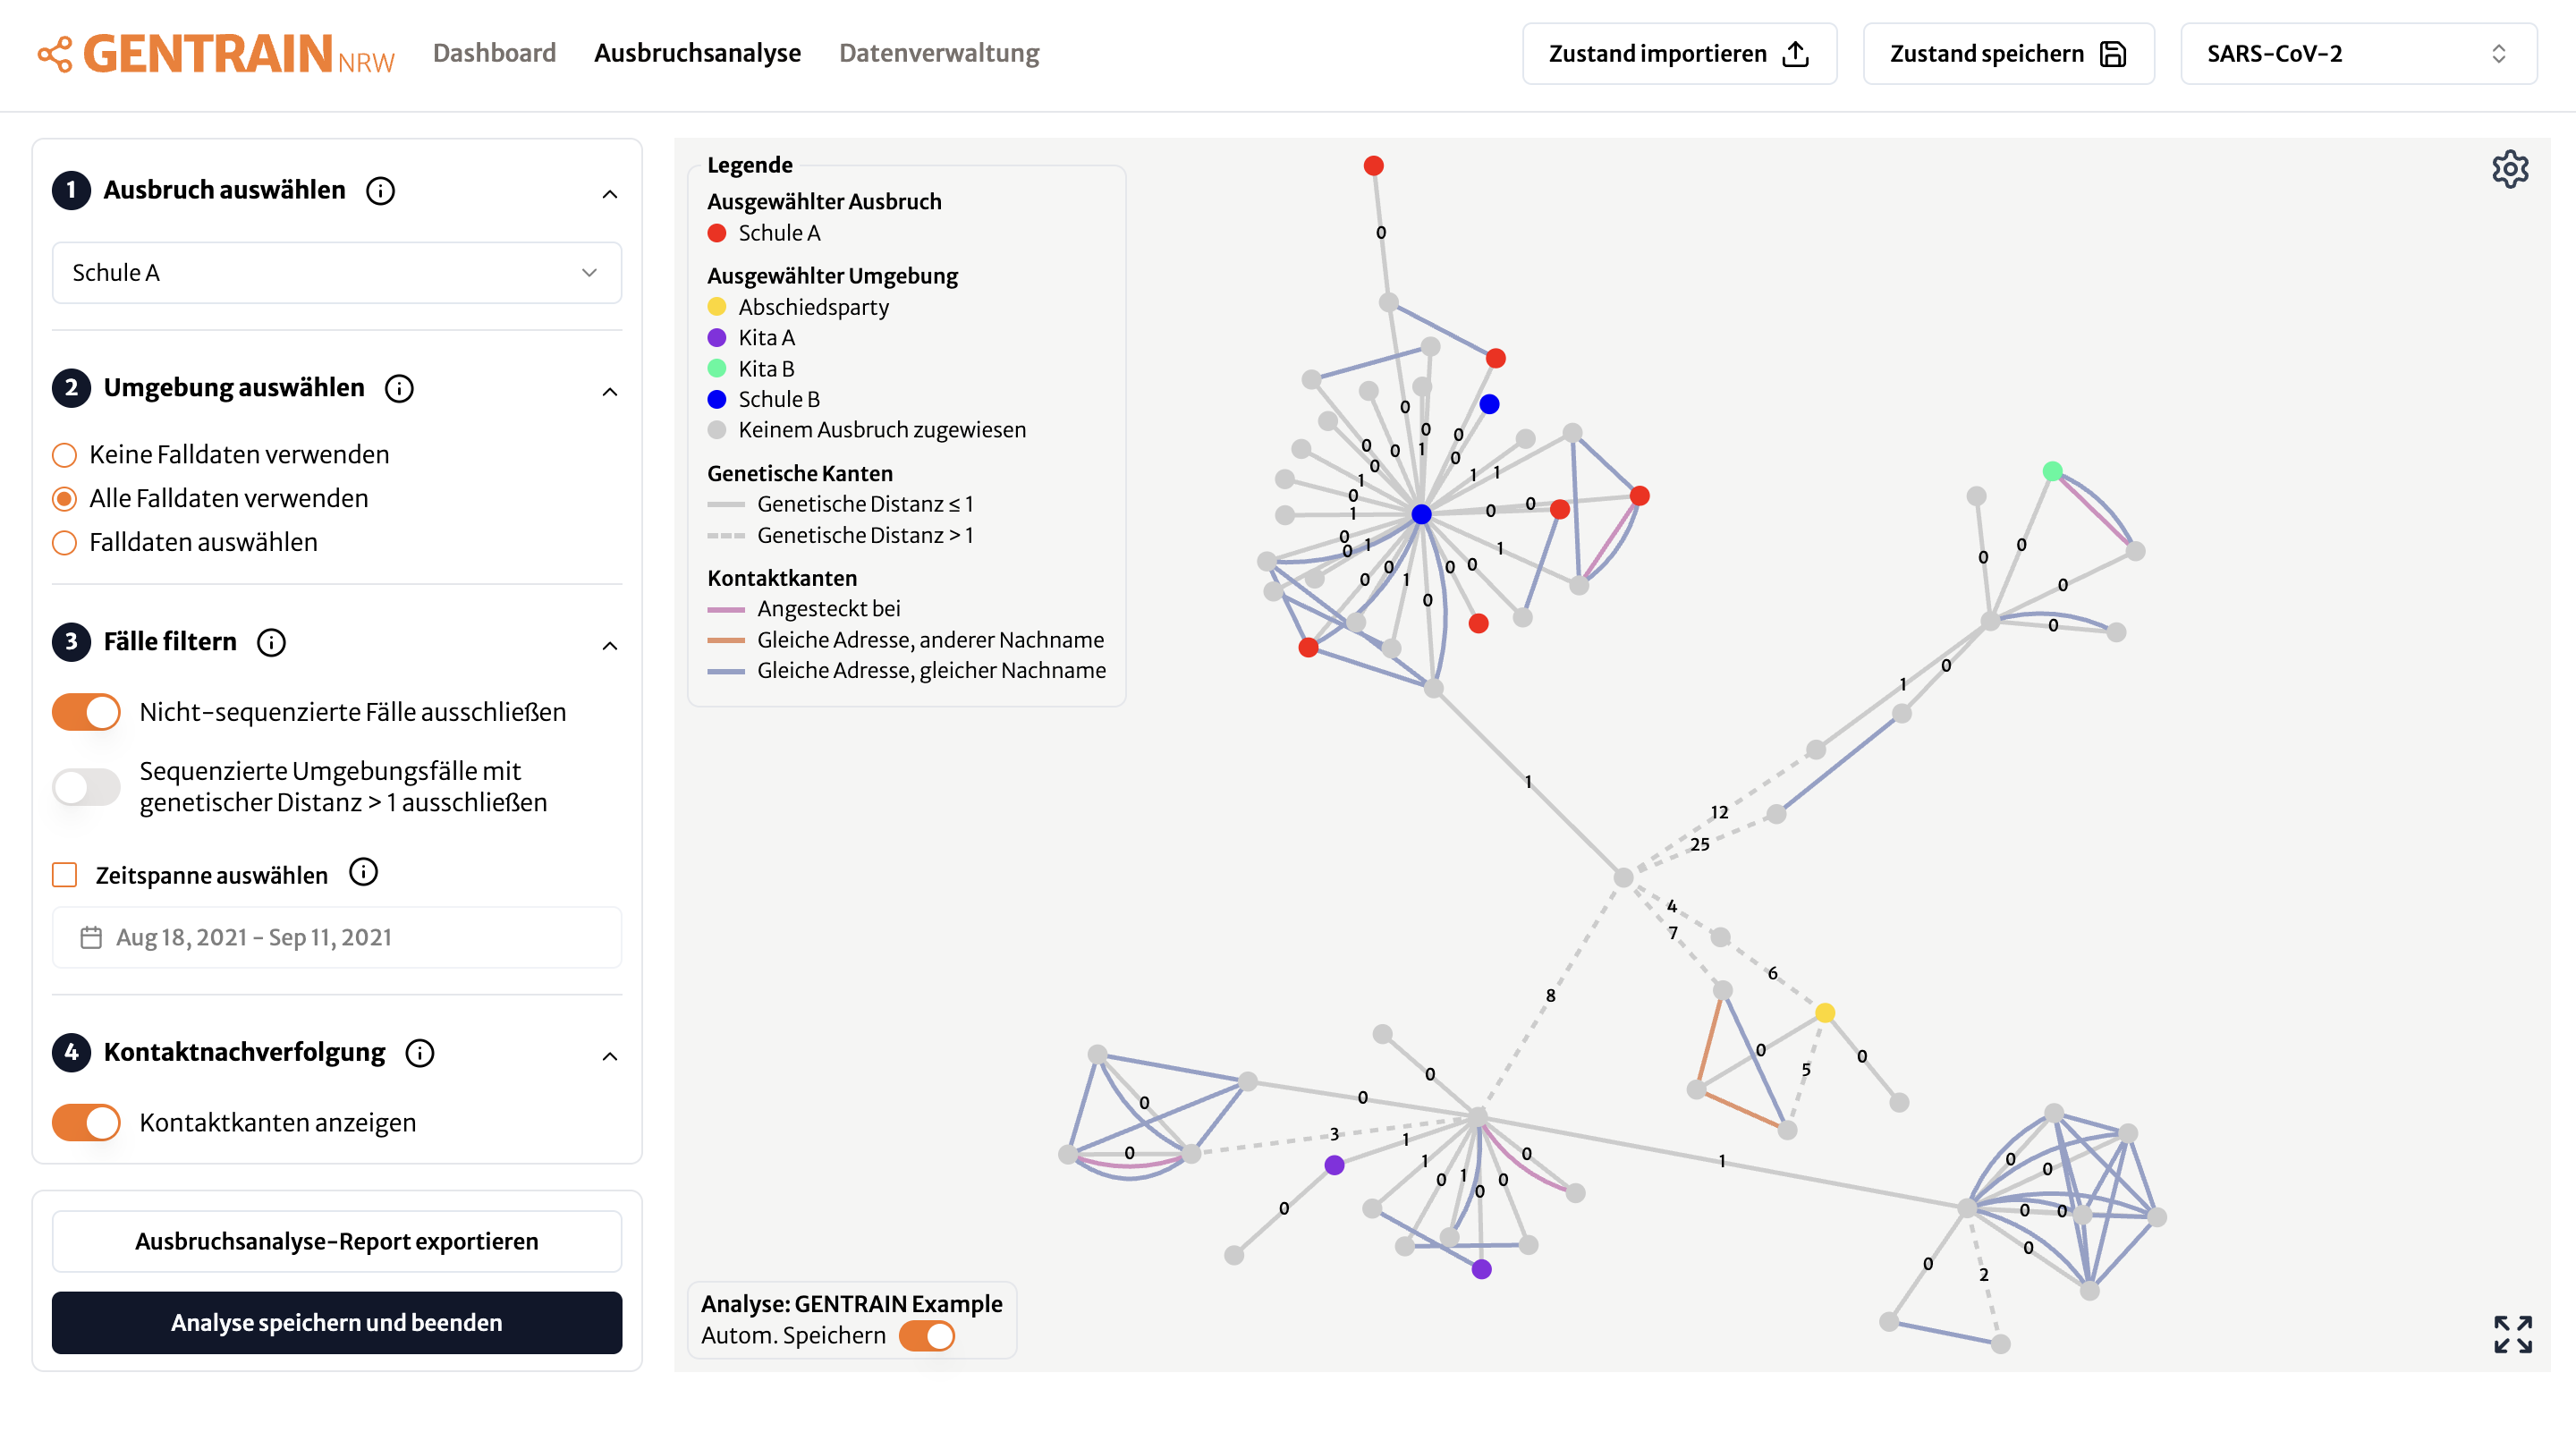 GENTRAIN NRW
Dashboard
Ausbruchsanalyse
Datenverwaltung
Zustand importieren
Zustand speichern
SARS-CoV-2
1 Ausbruch auswählen
Schule A
2 Umgebung auswählen
Keine Falldaten verwenden
Alle Falldaten verwenden
Falldaten auswählen
3 Fälle filtern
Nicht-sequenzierte Fälle ausschließen
Sequenzierte Umgebungsfälle mit
genetischer Distanz > 1 ausschließen
Zeitspanne auswählen
Aug 18, 2021 - Sep 11, 2021
4 Kontaktnachverfolgung
Kontaktkanten anzeigen
Ausbruchsanalyse-Report exportieren
Analyse speichern und beenden
Legende
Ausgewählter Ausbruch
Schule A
Ausgewählter Umgebung
Abschiedsparty
Kita A
Kita B
Schule B
Keinem Ausbruch zugewiesen
Genetische Kanten
Genetische Distanz ≤ 1
Genetische Distanz > 1
Kontaktkanten
Angesteckt bei
Gleiche Adresse, anderer Nachname
Gleiche Adresse, gleicher Nachname
0
0
0
0
0
0
1
0
0
0
1
1
1
0
0
0
1
0
0
1
1
0
0
0
0
0
1
0
0
0
0
0
0
0
1
1
12
25
4
7
6
8
0
5
0
0
0
0
0
3
1
1
0
1
0
0
0
0
1
0
0
0
0
0
0
2
Analyse: GENTRAIN Example
Autom. Speichern